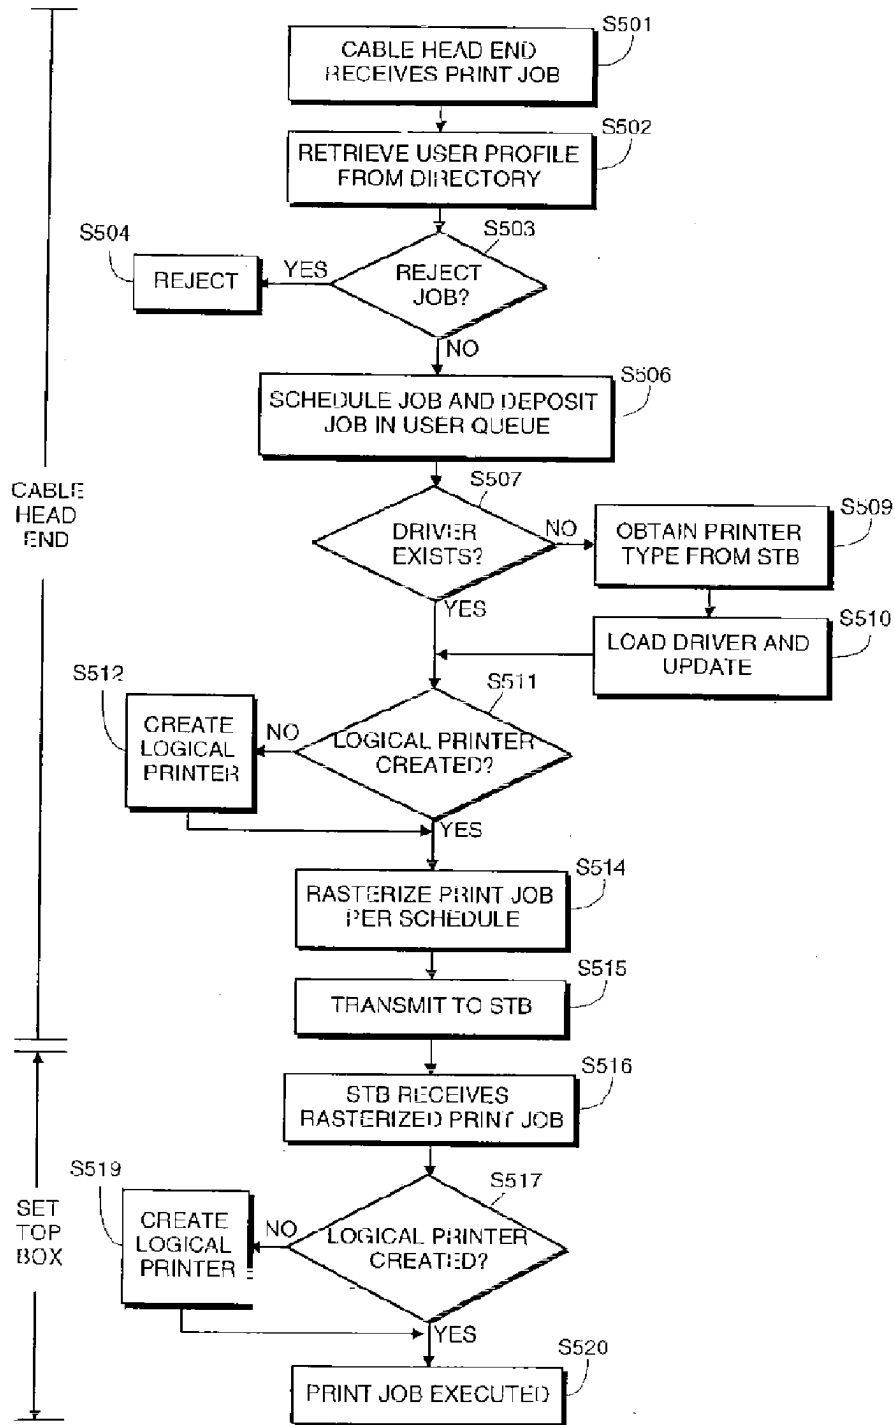 S501
CABLE HEAD END
RECEIVES PRINT JOB
S502
RETRIEVE USER PROFILE
FROM DIRECTORY
S503
REJECT
JOB?
YES
S504
REJECT
NO
S506
SCHEDULE JOB AND DEPOSIT
JOB IN USER QUEUE
S507
DRIVER
EXISTS?
NO
S509
OBTAIN PRINTER
TYPE FROM STB
YES
S510
LOAD DRIVER AND
UPDATE
CABLE
HEAD
END
S511
LOGICAL PRINTER
CREATED?
NO
S512
CREATE
LOGICAL
PRINTER
YES
S514
RASTERIZE PRINT JOB
PER SCHEDULE
S515
TRANSMIT TO STB
S516
STB RECEIVES
RASTERIZED PRINT JOB
SET
TOP
BOX
S517
LOGICAL PRINTER
CREATED?
NO
S519
CREATE
LOGICAL
PRINTER
YES
S520
PRINT JOB EXECUTED